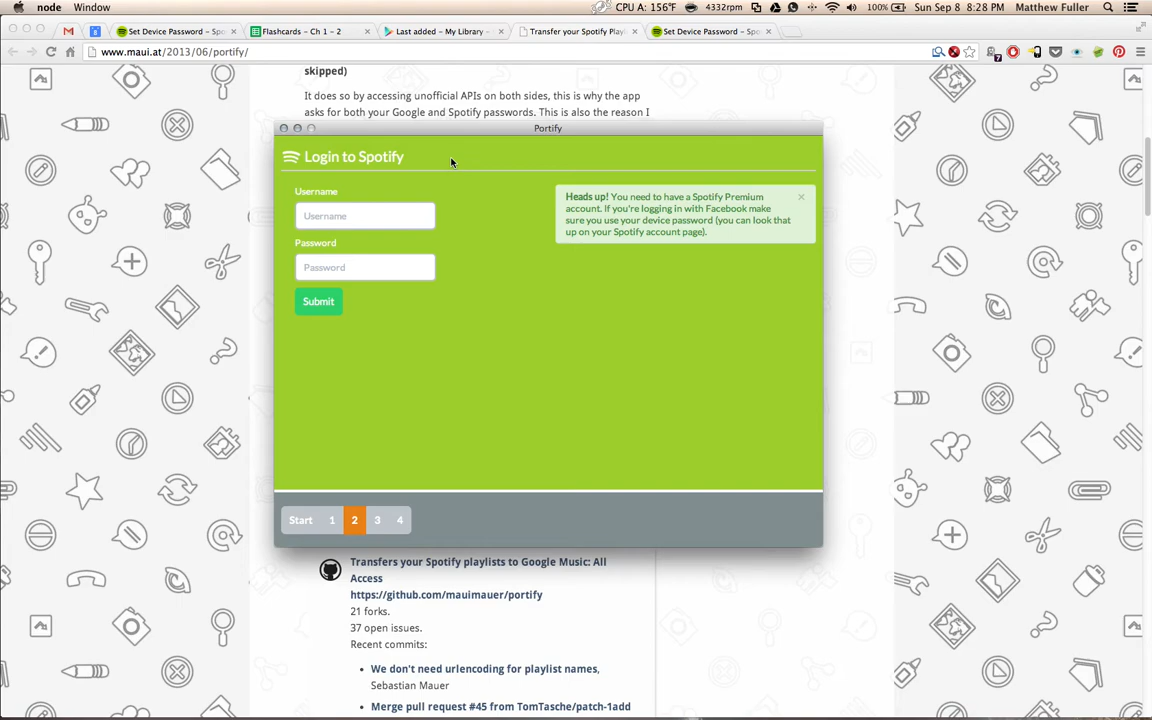 node Window CPU A: 156°F 4332rpm 100% Sun Sep 8 8:28 PM Matthew Fuller
Set Device Password – Spo Flashcards – Ch 1 – 2 Last added – My Library – Transfer your Spotify Playl Set Device Password – Spo
www.maui.at/2013/06/portify/
7
skipped)
It does so by accessing unofficial APIs on both sides, this is why the app
asks for both your Google and Spotify passwords. This is also the reason I
Portify
Login to Spotify
Username
Username
Password
Password
Submit
Heads up! You need to have a Spotify Premium
account. If you're logging in with Facebook make
sure you use your device password (you can look that
up on your Spotify account page).
×
Start 1 2 3 4
Transfers your Spotify playlists to Google Music: All
Access
https://github.com/mauimauer/portify
21 forks.
37 open issues.
Recent commits:
• We don't need urlencoding for playlist names,
Sebastian Mauer
• Merge pull request #45 from TomTasche/patch-1add